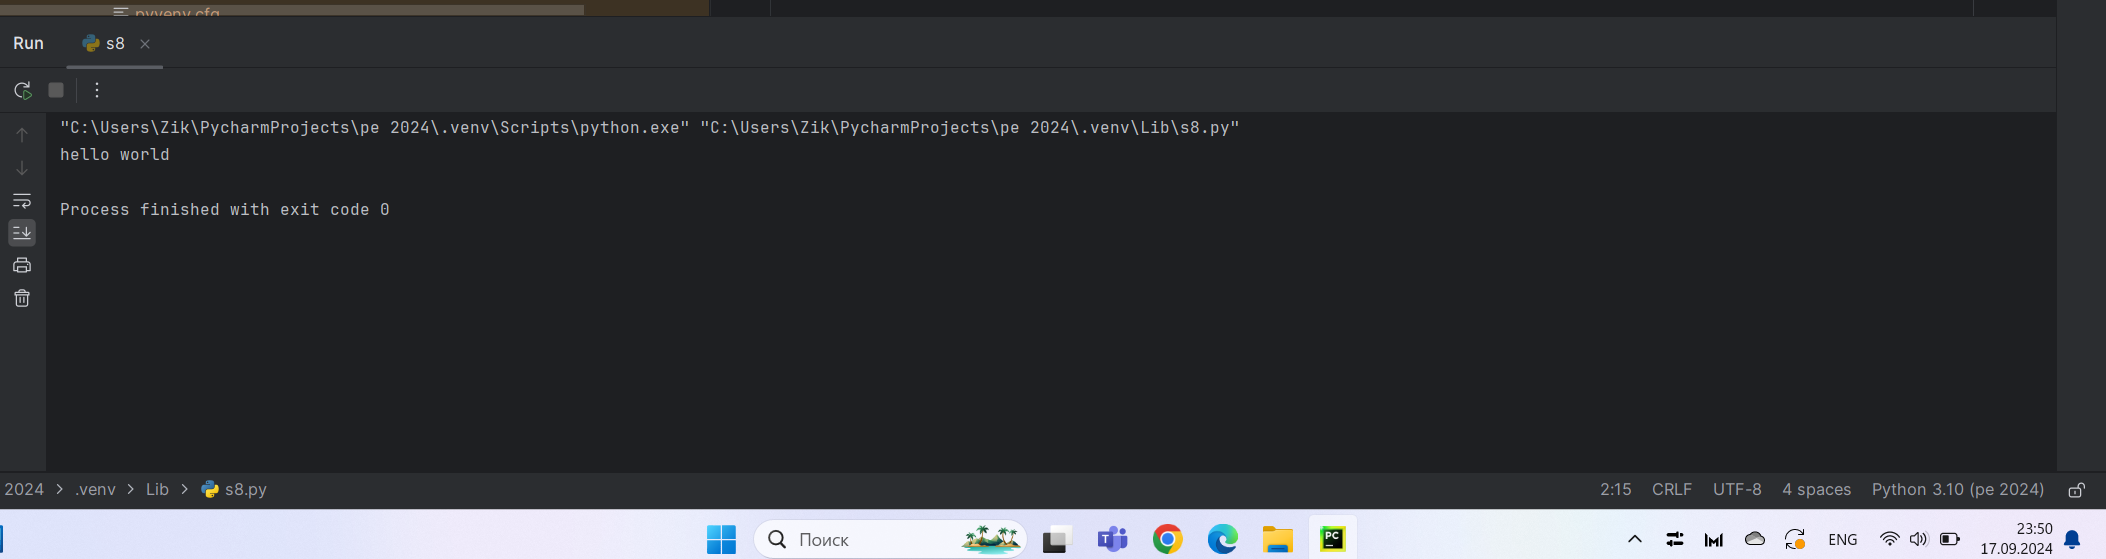 pyvenv.cfg
Run s8
"C:\Users\Zik\PycharmProjects\pe 2024\.venv\Scripts\python.exe" "C:\Users\Zik\PycharmProjects\pe 2024\.venv\Lib\s8.py"
hello world
Process finished with exit code 0
2024 > .venv > Lib > s8.py 2:15 CRLF UTF-8 4 spaces Python 3.10 (pe 2024)
Поиск
PC
ENG
23:50
17.09.2024